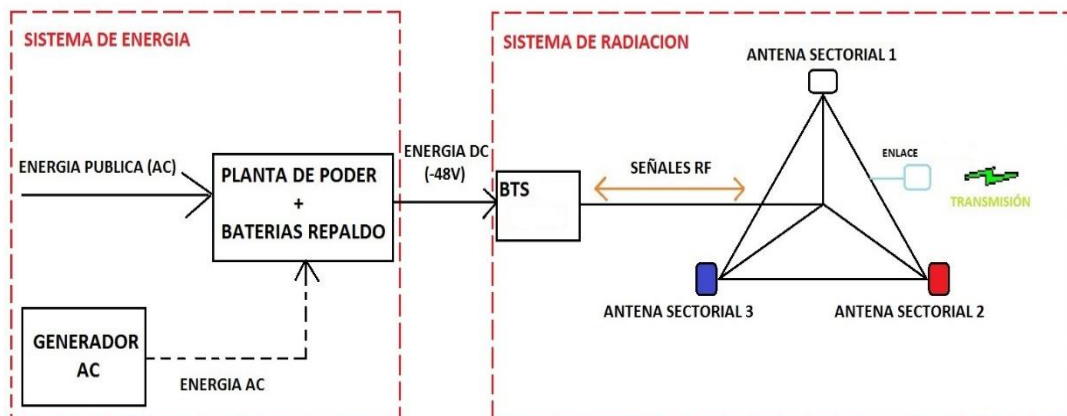 SISTEMA DE ENERGIA
ENERGIA PUBLICA (AC)
PLANTA DE PODER
+
BATERIAS REPALDO
GENERADOR
AC
ENERGIA AC
ENERGIA DC
(-48V)
SISTEMA DE RADIACION
BTS
SEÑALES RF
ANTENA SECTORIAL 1
ENLACE
TRANSMISIÓN
ANTENA SECTORIAL 3
ANTENA SECTORIAL 2